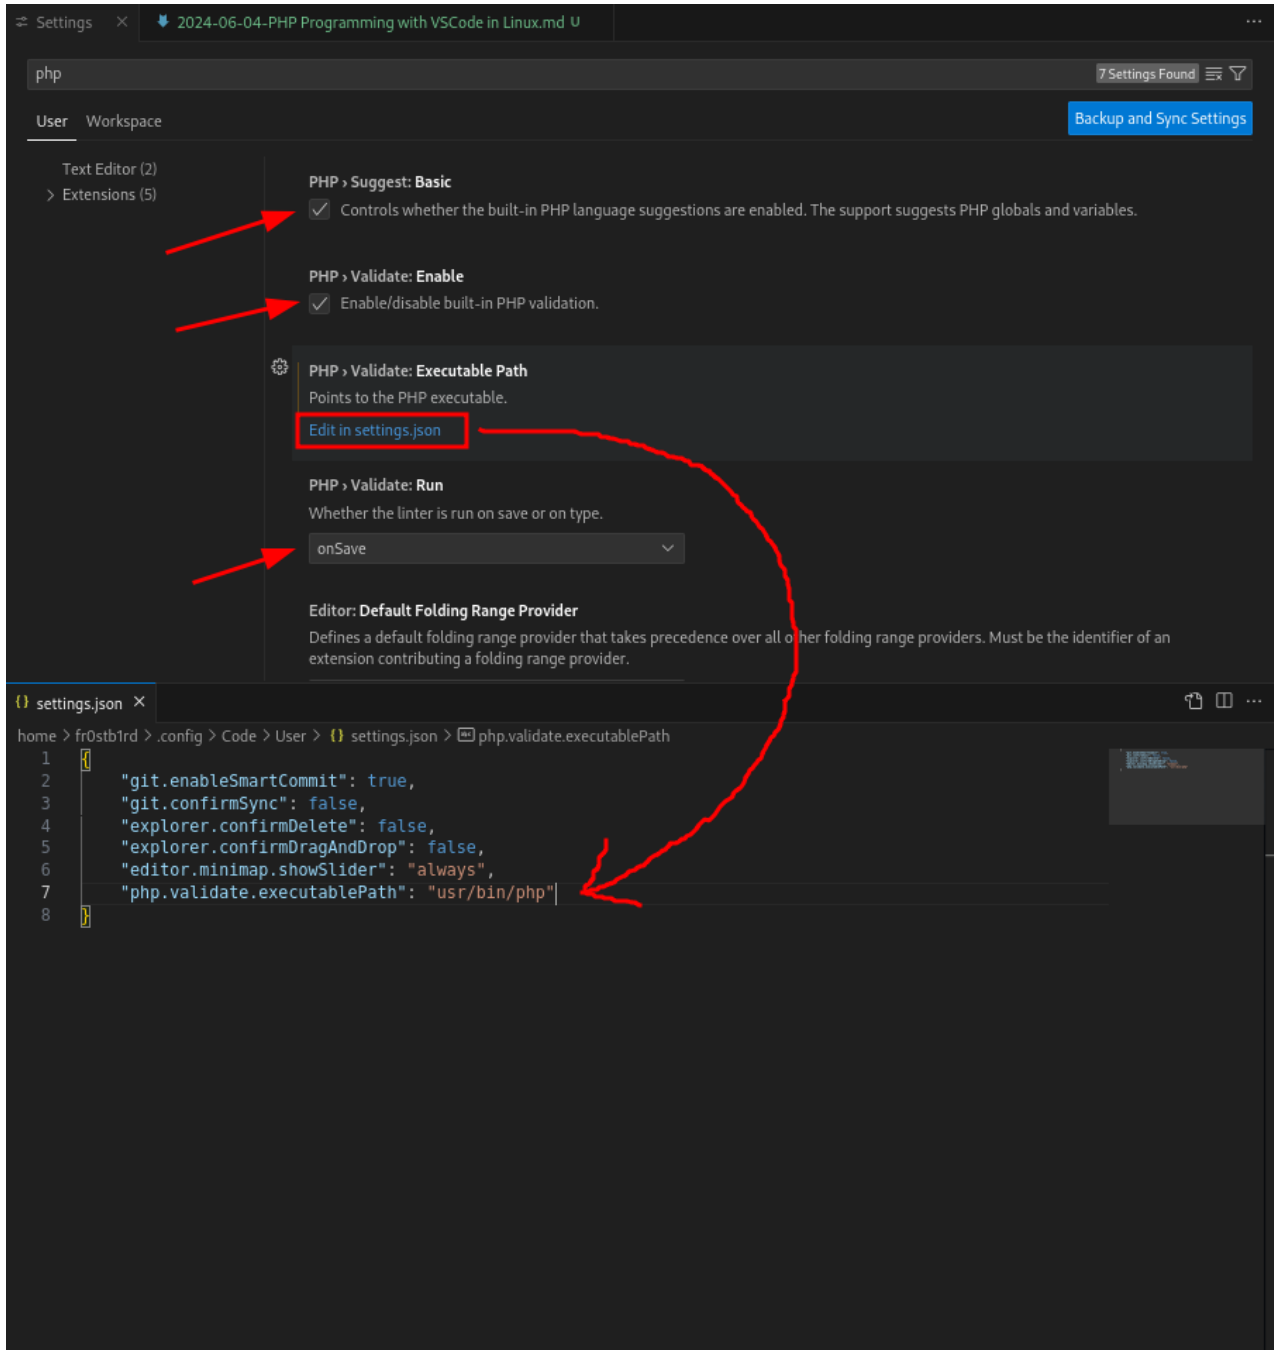 Settings
2024-06-04-PHP Programming with VSCode in Linux.md U
php
7 Settings Found
User Workspace
Backup and Sync Settings
Text Editor (2)
Extensions (5)
PHP › Suggest: Basic
Controls whether the built-in PHP language suggestions are enabled. The support suggests PHP globals and variables.
PHP › Validate: Enable
Enable/disable built-in PHP validation.
PHP › Validate: Executable Path
Points to the PHP executable.
Edit in settings.json
PHP › Validate: Run
Whether the linter is run on save or on type.
onSave
Editor: Default Folding Range Provider
Defines a default folding range provider that takes precedence over all other folding range providers. Must be the identifier of an
extension contributing a folding range provider.
{} settings.json
home > fr0stb1rd > .config > Code > User > {} settings.json > php.validate.executablePath
1 {
2 "git.enableSmartCommit": true,
3 "git.confirmSync": false,
4 "explorer.confirmDelete": false,
5 "explorer.confirmDragAndDrop": false,
6 "editor.minimap.showSlider": "always",
7 "php.validate.executablePath": "usr/bin/php"
8 }